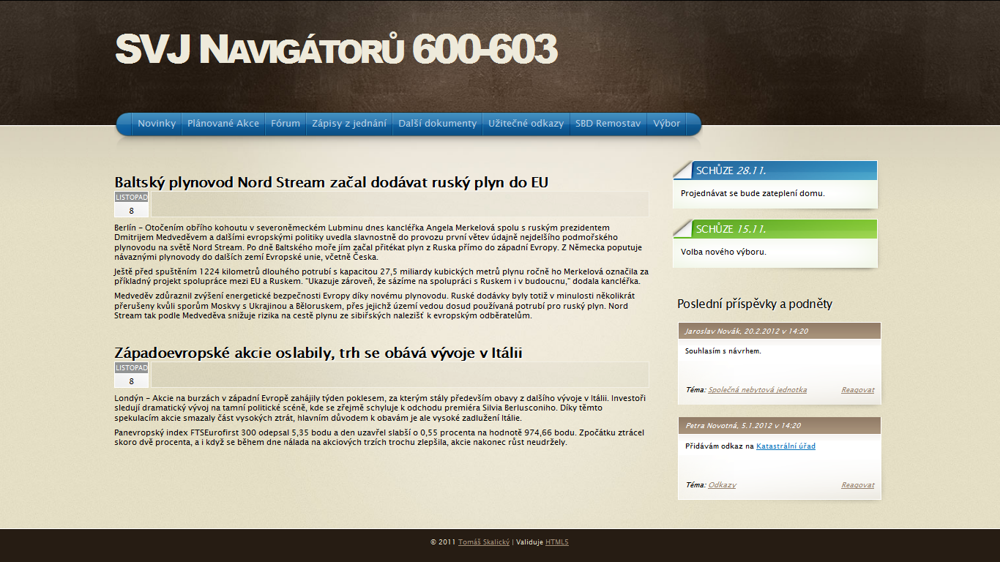 SVJ Navigátorů 600-603
Novinky Plánované Akce Fórum Zápisy z jednání Další dokumenty Užitečné odkazy SBD Remostav Výbor
Baltský plynovod Nord Stream začal dodávat ruský plyn do EU
LISTOPAD
8
Berlín – Otočením obřího kohoutu v severoněmeckém Lubminu dnes kancléřka Angela Merkelová spolu s ruským prezidentem
Dmitrijem Medveděvem a dalšími evropskými politiky uvedla slavnostně do provozu první větev údajně nejdelšího podmořského
plynovodu na světě Nord Stream. Po dně Baltského moře jím začal přitékat plyn z Ruska přímo do západní Evropy. Z Německa poputuje
návaznými plynovody do dalších zemí Evropské unie, včetně Česka.
Ještě před spuštěním 1224 kilometrů dlouhého potrubí s kapacitou 27,5 miliardy kubických metrů plynu ročně ho Merkelová označila za
příkladný projekt spolupráce mezi EU a Ruskem. "Ukazuje zároveň, že sázíme na spolupráci s Ruskem i v budoucnu," dodala kancléřka.
Medveděv zdůraznil zvýšení energetické bezpečnosti Evropy díky novému plynovodu. Ruské dodávky byly totiž v minulosti několikrát
přerušeny kvůli sporům Moskvy s Ukrajinou a Běloruskem, přes jejichž území vedou dosud používaná potrubí pro ruský plyn. Nord
Stream tak podle Medveděva snižuje rizika na cestě plynu ze sibiřských nalezišť k evropským odběratelům.
Západoevropské akcie oslabily, trh se obává vývoje v Itálii
LISTOPAD
8
Londýn – Akcie na burzách v západní Evropě zahájily týden poklesem, za kterým stály především obavy z dalšího vývoje v Itálii. Investoři
sledují dramatický vývoj na tamní politické scéně, kde se zřejmě schyluje k odchodu premiéra Silvia Berlusconiho. Díky těmto
spekulacím akcie smazaly část vysokých ztrát, hlavním důvodem k obavám je ale vysoké zadlužení Itálie.
Panevropský index FTSEurofirst 300 odepsal 5,35 bodu a den uzavřel slabší o 0,55 procenta na hodnotě 974,66 bodu. Zpočátku ztrácel
skoro dvě procenta, a i když se během dne nálada na akciových trzích trochu zlepšila, akcie nakonec růst neudržely.
SCHŮZE 28.11.
Projednávat se bude zateplení domu.
SCHŮZE 15.11.
Volba nového výboru.
Poslední příspěvky a podněty
Jaroslav Novák, 20.2.2012 v 14:20
Souhlasím s návrhem.
Téma: Společná nebytová jednotka Reagovat
Petra Novotná, 5.1.2012 v 14:20
Přidávám odkaz na Katastrální úřad
Téma: Odkazy Reagovat
© 2011 Tomáš Skalický | Validuje HTML5